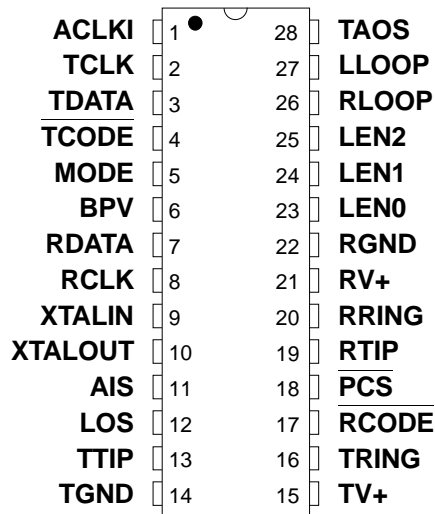 ACLKI 1 28 TAOS
TCLK 2 27 LLOOP
TDATA 3 26 RLOOP
TCODE 4 25 LEN2
MODE 5 24 LEN1
BPV 6 23 LEN0
RDATA 7 22 RGND
RCLK 8 21 RV+
XTALIN 9 20 RRING
XTALOUT 10 19 RTIP
AIS 11 18 PCS
LOS 12 17 RCODE
TTIP 13 16 TRING
TGND 14 15 TV+